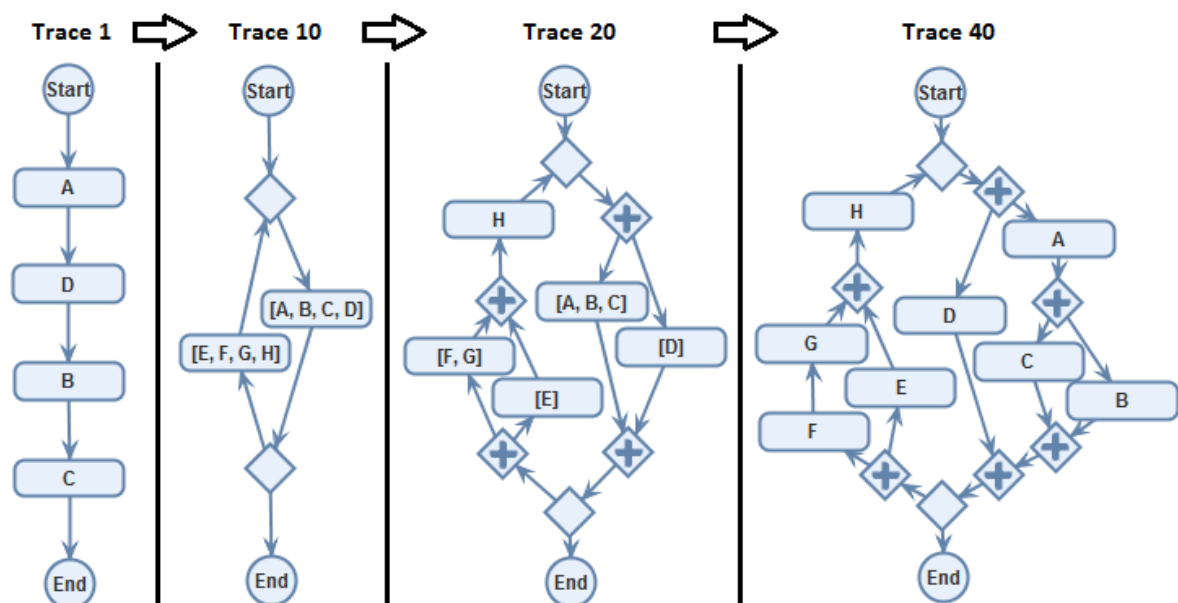 Trace 1
Trace 10
Trace 20
Trace 40
Start
A
D
B
C
End
Start
[A, B, C, D]
[E, F, G, H]
End
Start
H
[A, B, C]
[D]
[F, G]
[E]
End
Start
H
A
D
G
C
E
B
F
End